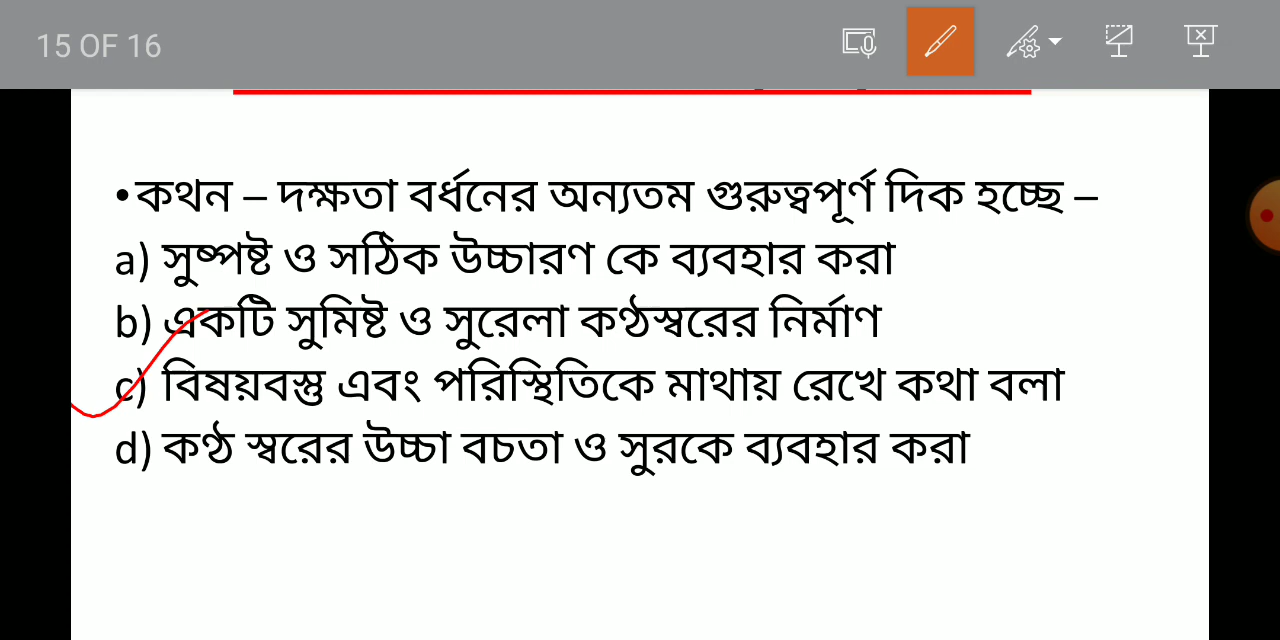 15 OF 16
•কথন – দক্ষতা বর্ধনের অন্যতম গুরুত্বপূর্ণ দিক হচ্ছে –
a) সুষ্পষ্ট ও সঠিক উচ্চারণ কে ব্যবহার করা
b) একটি সুমিষ্ট ও সুরেলা কণ্ঠস্বরের নির্মাণ
c) বিষয়বস্তু এবং পরিস্থিতিকে মাথায় রেখে কথা বলা
d) কণ্ঠ স্বরের উচ্চা বচতা ও সুরকে ব্যবহার করা